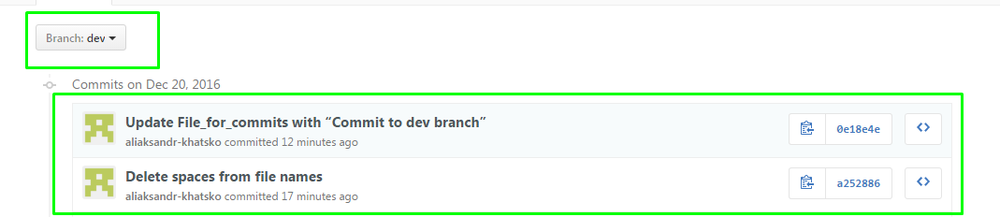 Branch: dev
Commits on Dec 20, 2016
Update File_for_commits with “Commit to dev branch”
aliaksandr-khatsko committed 12 minutes ago
0e18e4e
Delete spaces from file names
aliaksandr-khatsko committed 17 minutes ago
a252886